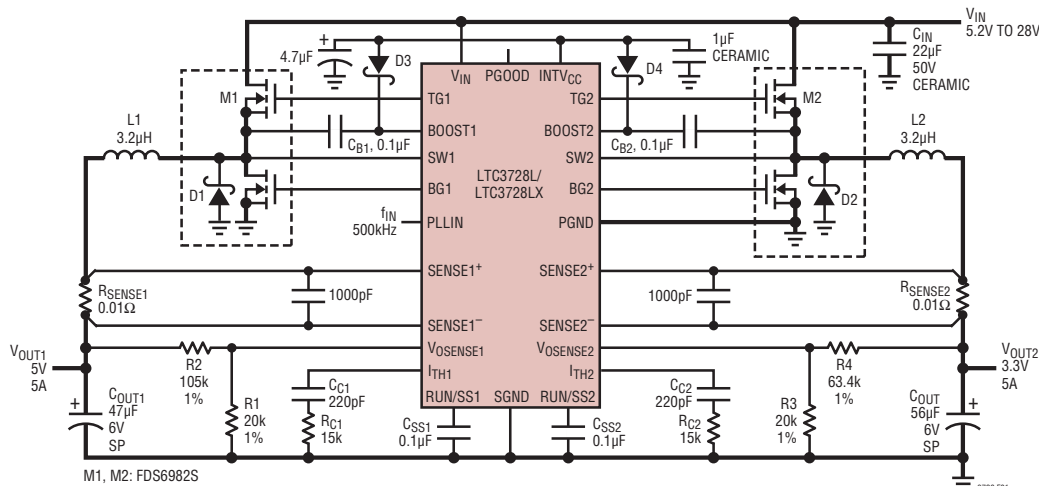 VIN
5.2V TO 28V
CIN
22µF
50V
CERAMIC
1µF
CERAMIC
+
4.7µF
D3
D4
VIN
PGOOD
INTVCC
M1
TG1
TG2
M2
L1
3.2µH
BOOST1
BOOST2
L2
3.2µH
CB1, 0.1µF
CB2, 0.1µF
SW1
SW2
LTC3728L/
LTC3728LX
D1
BG1
BG2
D2
fIN
500kHz
PLLIN
PGND
SENSE1+
SENSE2+
RSENSE1
0.01Ω
1000pF
1000pF
RSENSE2
0.01Ω
SENSE1–
SENSE2–
VOUT1
5V
5A
R2
105k
1%
VOSENSE1
VOSENSE2
R4
63.4k
1%
VOUT2
3.3V
5A
ITH1
ITH2
+
COUT1
47µF
6V
SP
R1
20k
1%
CC1
220pF
RC1
15k
RUN/SS1
SGND
RUN/SS2
CSS1
0.1µF
CSS2
0.1µF
CC2
220pF
RC2
15k
R3
20k
1%
COUT
56µF
6V
SP
+
M1, M2: FDS6982S